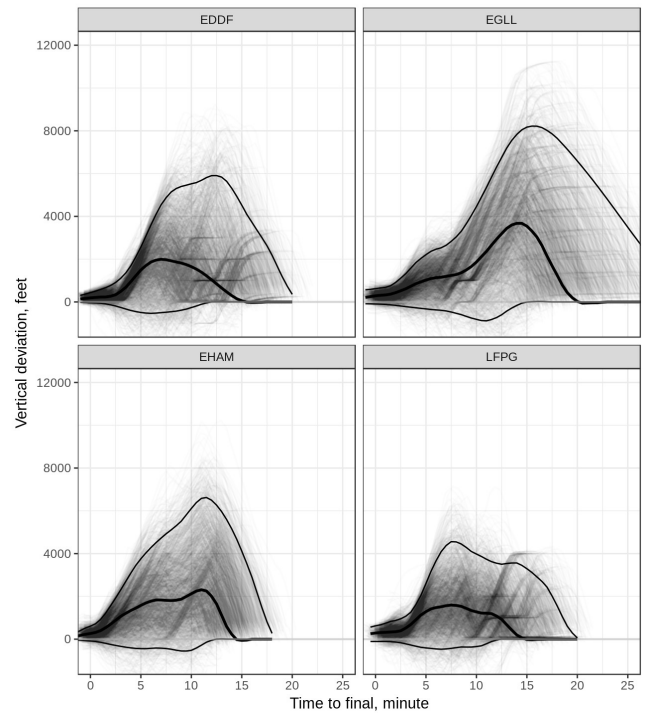 EDDF EGLL
12000
8000
4000
0
EHAM LFPG
12000
8000
4000
0
0 5 10 15 20 25 0 5 10 15 20 25
Time to final, minute
Vertical deviation, feet